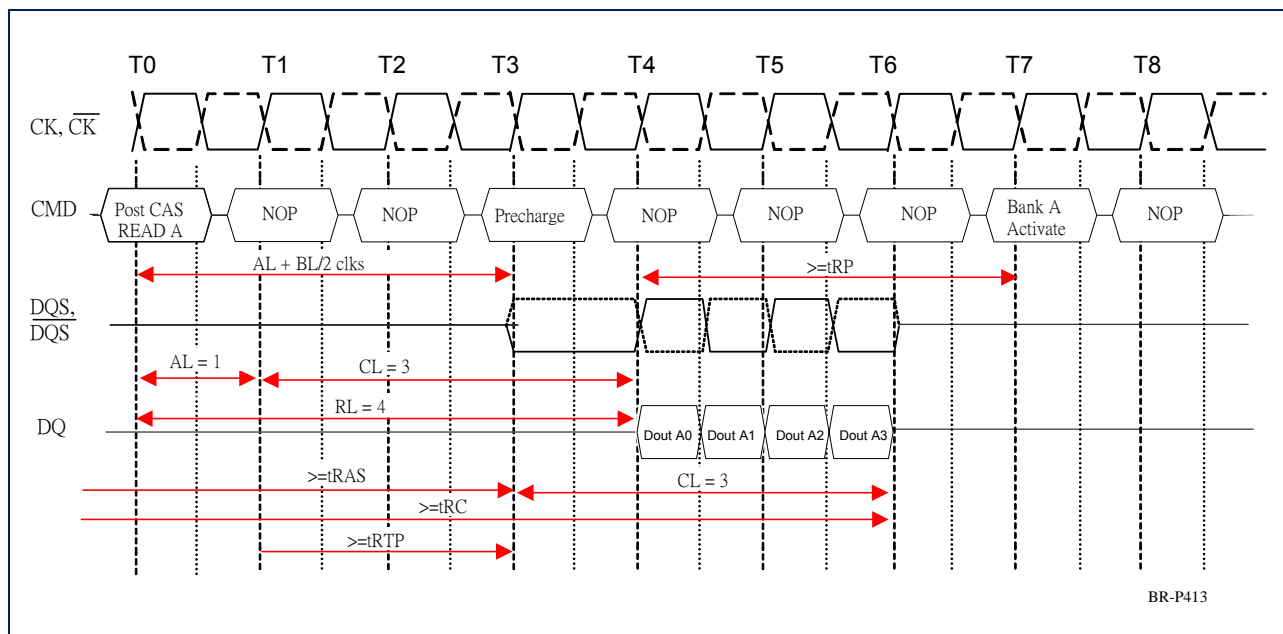 T0 T1 T2 T3 T4 T5 T6 T7 T8
CK, C̅K̅
CMD
Post CAS
READ A
NOP
NOP
Precharge
NOP
NOP
NOP
Bank A
Activate
NOP
AL + BL/2 clks
>=tRP
DQS,
D̅Q̅S̅
AL = 1
CL = 3
RL = 4
DQ
Dout A0
Dout A1
Dout A2
Dout A3
>=tRAS
CL = 3
>=tRC
>=tRTP
BR-P413